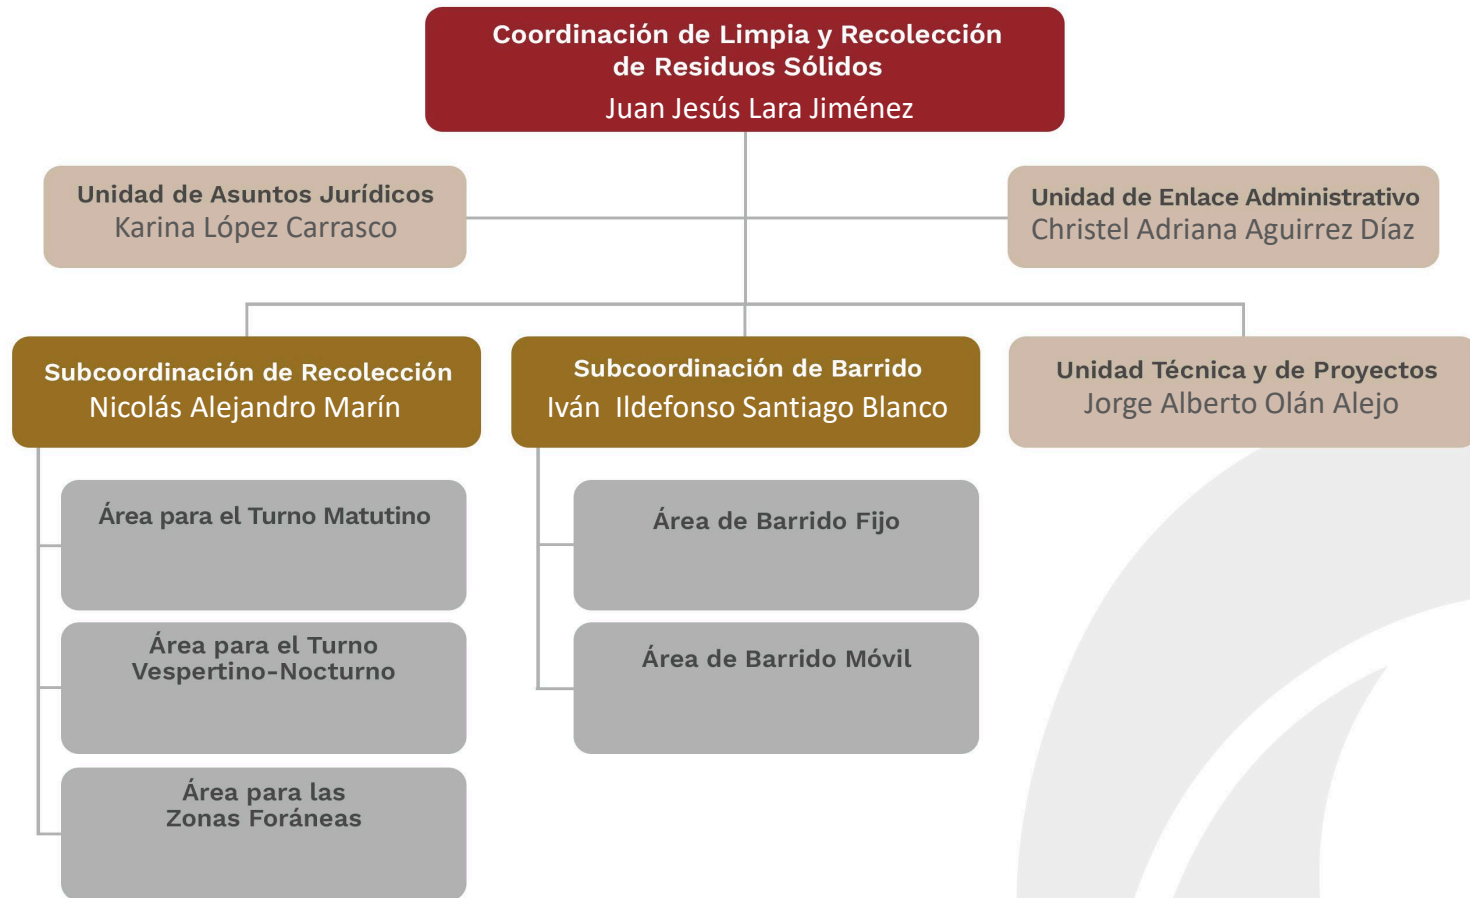 Coordinación de Limpia y Recolección
de Residuos Sólidos
Juan Jesús Lara Jiménez
Unidad de Asuntos Jurídicos
Karina López Carrasco
Unidad de Enlace Administrativo
Christel Adriana Aguirrez Díaz
Subcoordinación de Recolección
Nicolás Alejandro Marín
Subcoordinación de Barrido
Iván Ildefonso Santiago Blanco
Unidad Técnica y de Proyectos
Jorge Alberto Olán Alejo
Área para el Turno Matutino
Área para el Turno
Vespertino-Nocturno
Área para las
Zonas Foráneas
Área de Barrido Fijo
Área de Barrido Móvil